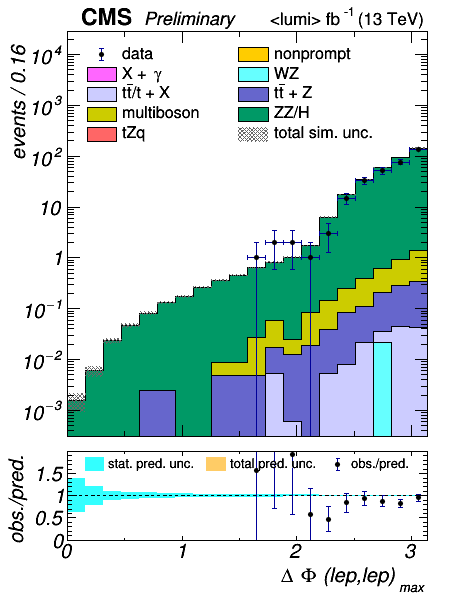 CMS Preliminary <lumi> fb⁻¹ (13 TeV)
events / 0.16
10⁴
10³
10²
10
1
10⁻¹
10⁻²
10⁻³
data
nonprompt
X + γ
WZ
tt̄/t + X
tt̄ + Z
multiboson
ZZ/H
tZq
total sim. unc.
obs./pred.
1.5
1
0.5
0
stat. pred. unc.
total pred. unc.
obs./pred.
0 1 2 3
Δ Φ (lep,lep) max